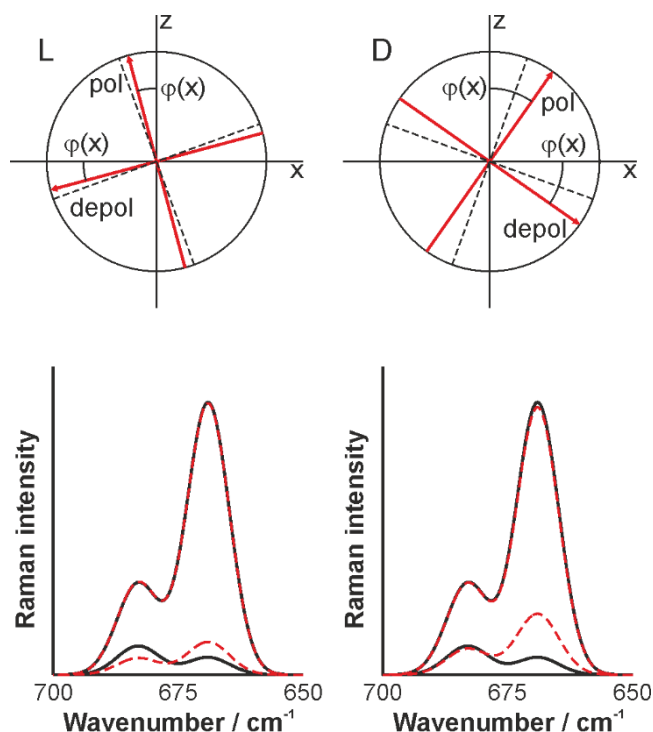 L
z
pol
φ(x)
φ(x)
x
depol
D
z
φ(x)
pol
φ(x)
x
depol
Raman intensity
700
675
650
Wavenumber / cm⁻¹
Raman intensity
700
675
650
Wavenumber / cm⁻¹